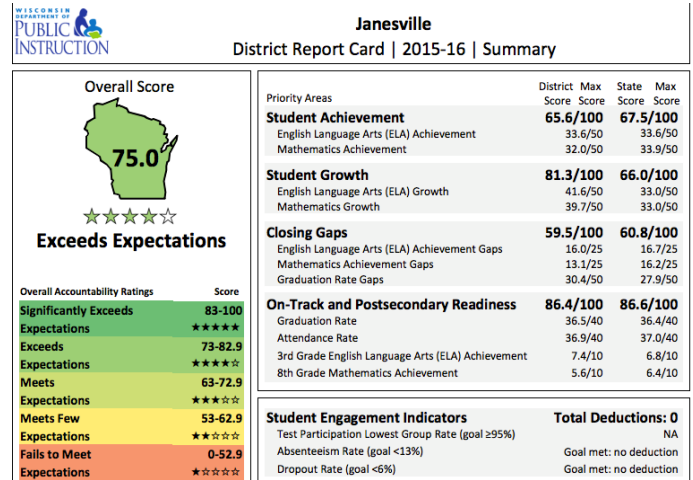 WISCONSIN
DEPARTMENT OF
PUBLIC
INSTRUCTION
Janesville
District Report Card | 2015-16 | Summary
Overall Score
75.0
★★★★☆
Exceeds Expectations
Overall Accountability Ratings Score
Significantly Exceeds 83-100
Expectations ★★★★★
Exceeds 73-82.9
Expectations ★★★★☆
Meets 63-72.9
Expectations ★★★☆☆
Meets Few 53-62.9
Expectations ★★☆☆☆
Fails to Meet 0-52.9
Expectations ★☆☆☆☆
District Max State Max
Priority Areas Score Score Score Score
Student Achievement 65.6/100 67.5/100
English Language Arts (ELA) Achievement 33.6/50 33.6/50
Mathematics Achievement 32.0/50 33.9/50
Student Growth 81.3/100 66.0/100
English Language Arts (ELA) Growth 41.6/50 33.0/50
Mathematics Growth 39.7/50 33.0/50
Closing Gaps 59.5/100 60.8/100
English Language Arts (ELA) Achievement Gaps 16.0/25 16.7/25
Mathematics Achievement Gaps 13.1/25 16.2/25
Graduation Rate Gaps 30.4/50 27.9/50
On-Track and Postsecondary Readiness 86.4/100 86.6/100
Graduation Rate 36.5/40 36.4/40
Attendance Rate 36.9/40 37.0/40
3rd Grade English Language Arts (ELA) Achievement 7.4/10 6.8/10
8th Grade Mathematics Achievement 5.6/10 6.4/10
Student Engagement Indicators Total Deductions: 0
Test Participation Lowest Group Rate (goal ≥95%) NA
Absenteeism Rate (goal <13%) Goal met: no deduction
Dropout Rate (goal <6%) Goal met: no deduction